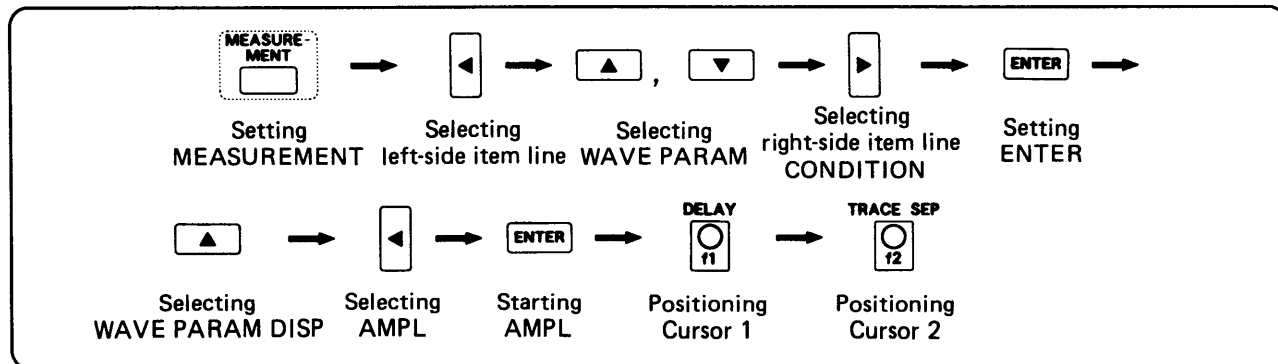 MEASURE-
MENT
Setting
MEASUREMENT
Selecting
left-side item line
,
Selecting
WAVE PARAM
Selecting
right-side item line
CONDITION
ENTER
Setting
ENTER
Selecting
WAVE PARAM DISP
Selecting
AMPL
ENTER
Starting
AMPL
DELAY
f1
Positioning
Cursor 1
TRACE SEP
f2
Positioning
Cursor 2